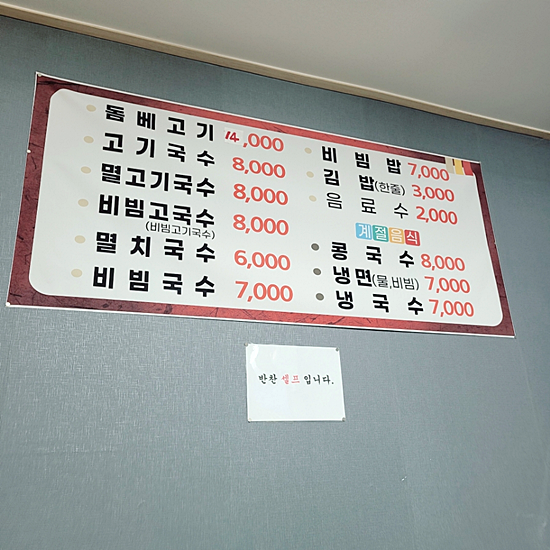 돔베고기 14,000
고기국수 8,000
멸고기국수 8,000
비빔고국수 8,000
(비빔고기국수)
멸치국수 6,000
비빔국수 7,000
비빔밥 7,000
김밥(한줄) 3,000
음료수 2,000
계절음식
콩국수 8,000
냉면(물,비빔) 7,000
냉국수 7,000
반찬 셀프 입니다.